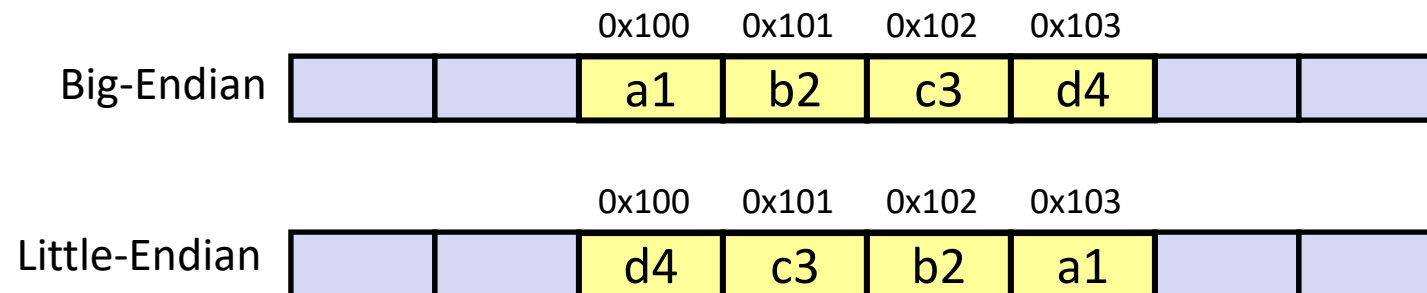 0x100 0x101 0x102 0x103
Big-Endian a1 b2 c3 d4
0x100 0x101 0x102 0x103
Little-Endian d4 c3 b2 a1